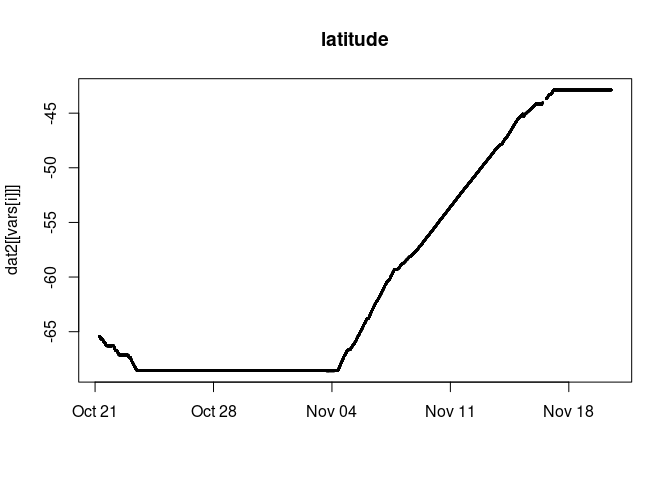 latitude
dat2[[vars[i]]]
-45
-50
-55
-60
-65
Oct 21
Oct 28
Nov 04
Nov 11
Nov 18